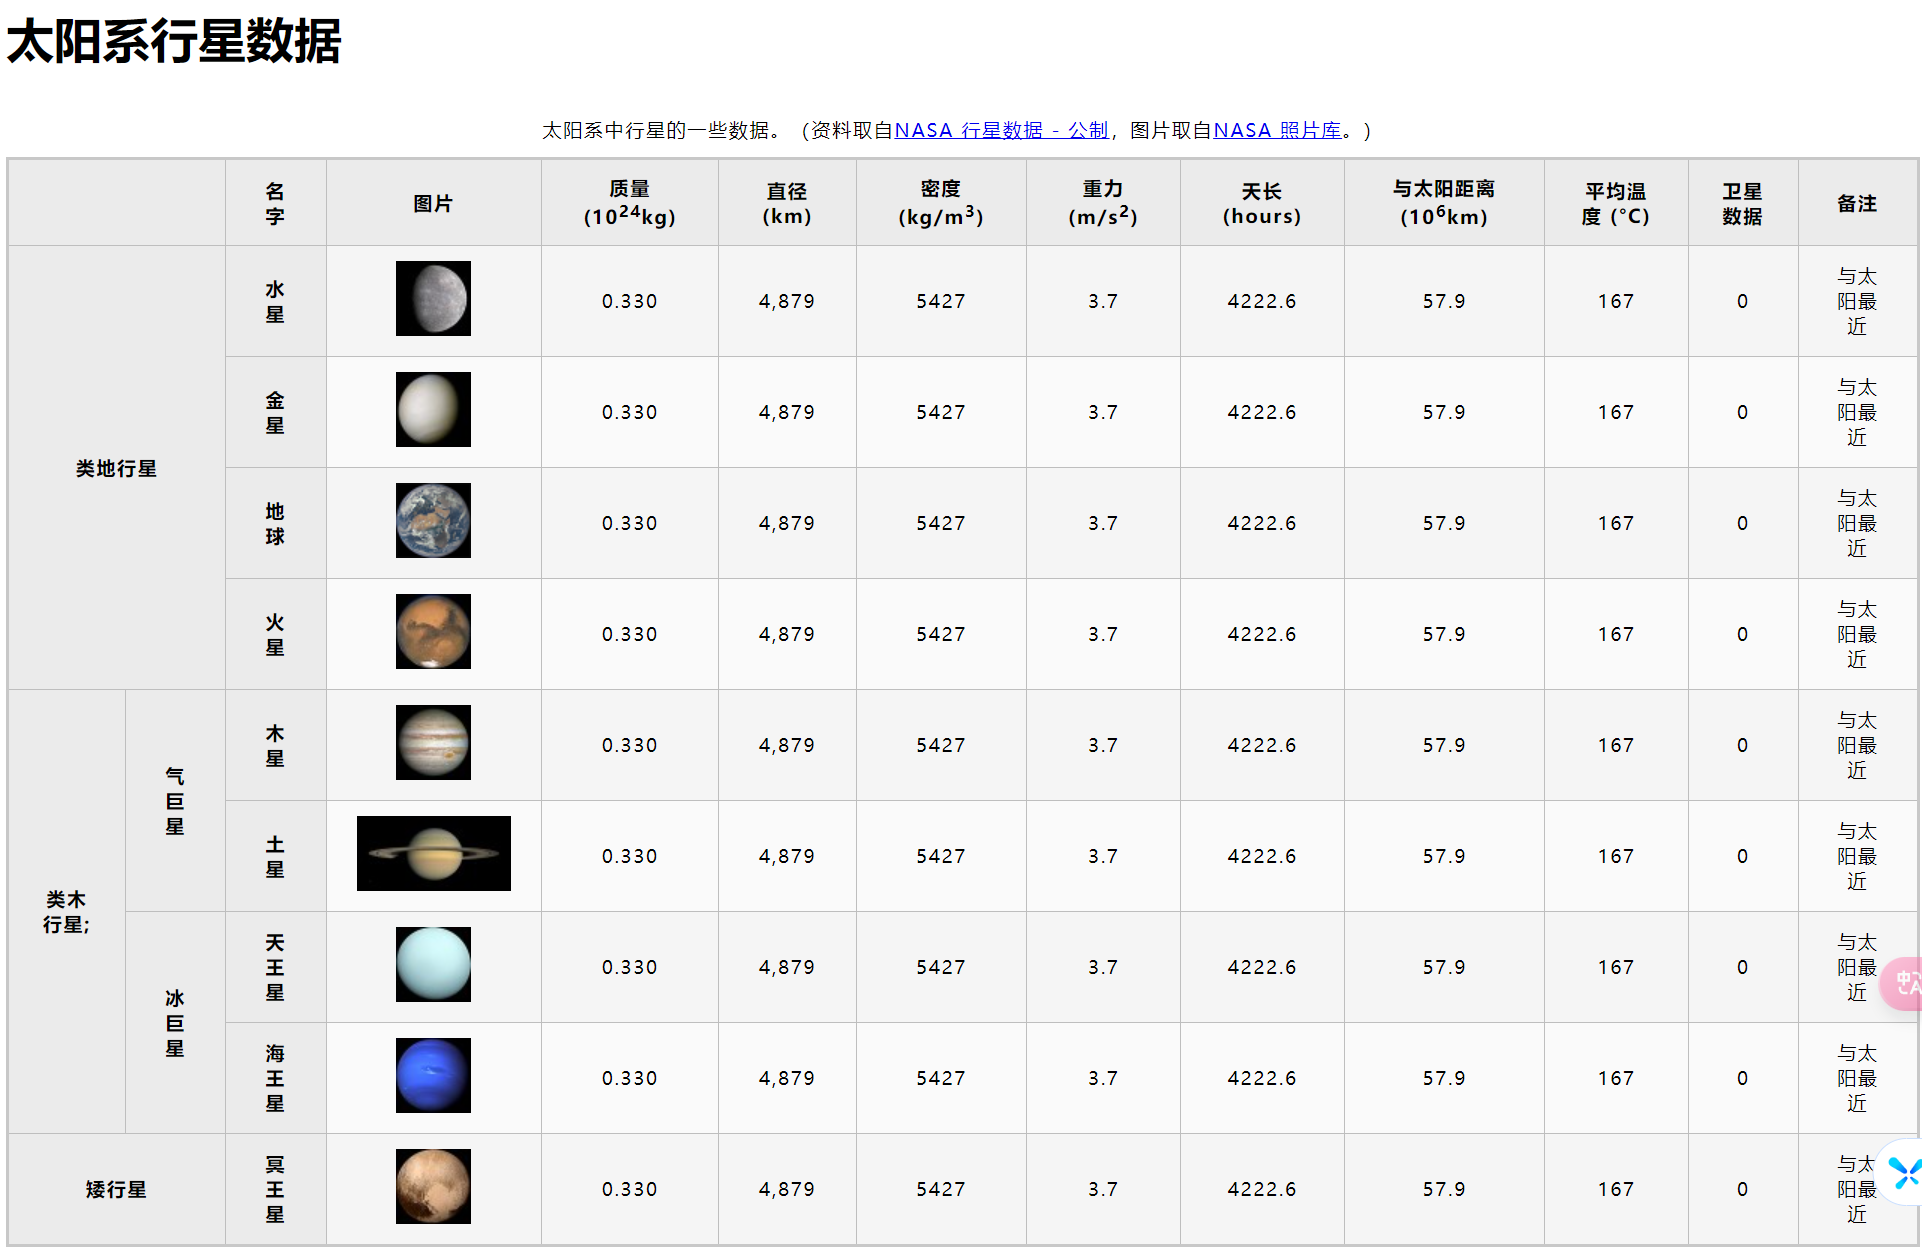 太阳系行星数据
太阳系中行星的一些数据。（资料取自NASA 行星数据 - 公制，图片取自NASA 照片库。）
名字 图片 质量 (10²⁴kg) 直径 (km) 密度 (kg/m³) 重力 (m/s²) 天长 (hours) 与太阳距离 (10⁶km) 平均温度 (°C) 卫星数据 备注
类地行星 水星 0.330 4,879 5427 3.7 4222.6 57.9 167 0 与太阳最近
金星 0.330 4,879 5427 3.7 4222.6 57.9 167 0 与太阳最近
地球 0.330 4,879 5427 3.7 4222.6 57.9 167 0 与太阳最近
火星 0.330 4,879 5427 3.7 4222.6 57.9 167 0 与太阳最近
类木行星; 气巨星 木星 0.330 4,879 5427 3.7 4222.6 57.9 167 0 与太阳最近
土星 0.330 4,879 5427 3.7 4222.6 57.9 167 0 与太阳最近
冰巨星 天王星 0.330 4,879 5427 3.7 4222.6 57.9 167 0 与太阳最近
海王星 0.330 4,879 5427 3.7 4222.6 57.9 167 0 与太阳最近
矮行星 冥王星 0.330 4,879 5427 3.7 4222.6 57.9 167 0 与太阳最近
中 A